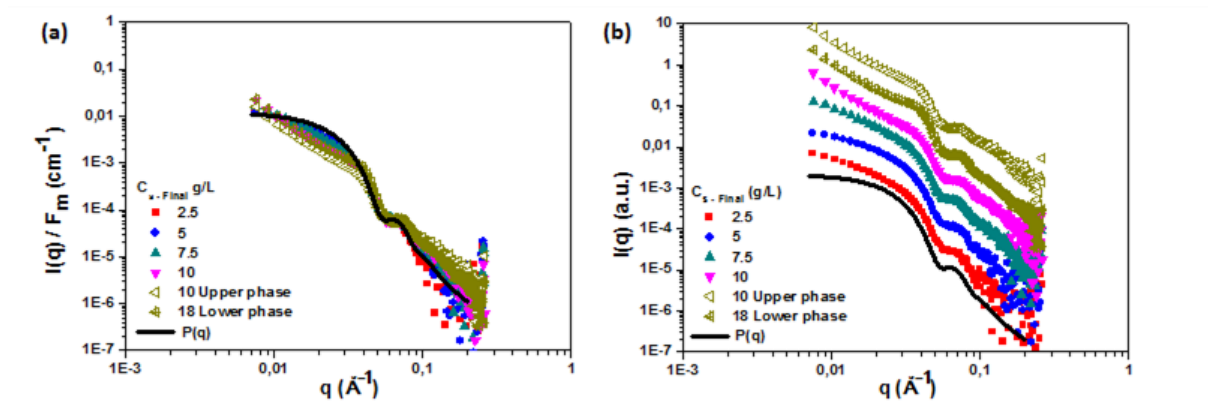 (a)
1
0,1
0,01
1E-3
1E-4
1E-5
1E-6
1E-7
I(q) / F_m (cm⁻¹)
C_s - Final g/L
2.5
5
7.5
10
10 Upper phase
18 Lower phase
P(q)
1E-3
0,01
0,1
1
q (Å⁻¹)
(b)
10
1
0,1
0,01
1E-3
1E-4
1E-5
1E-6
1E-7
I(q) (a.u.)
C_s - Final (g/L)
2.5
5
7.5
10
10 Upper phase
18 Lower phase
P(q)
1E-3
0,01
0,1
1
q (Å⁻¹)